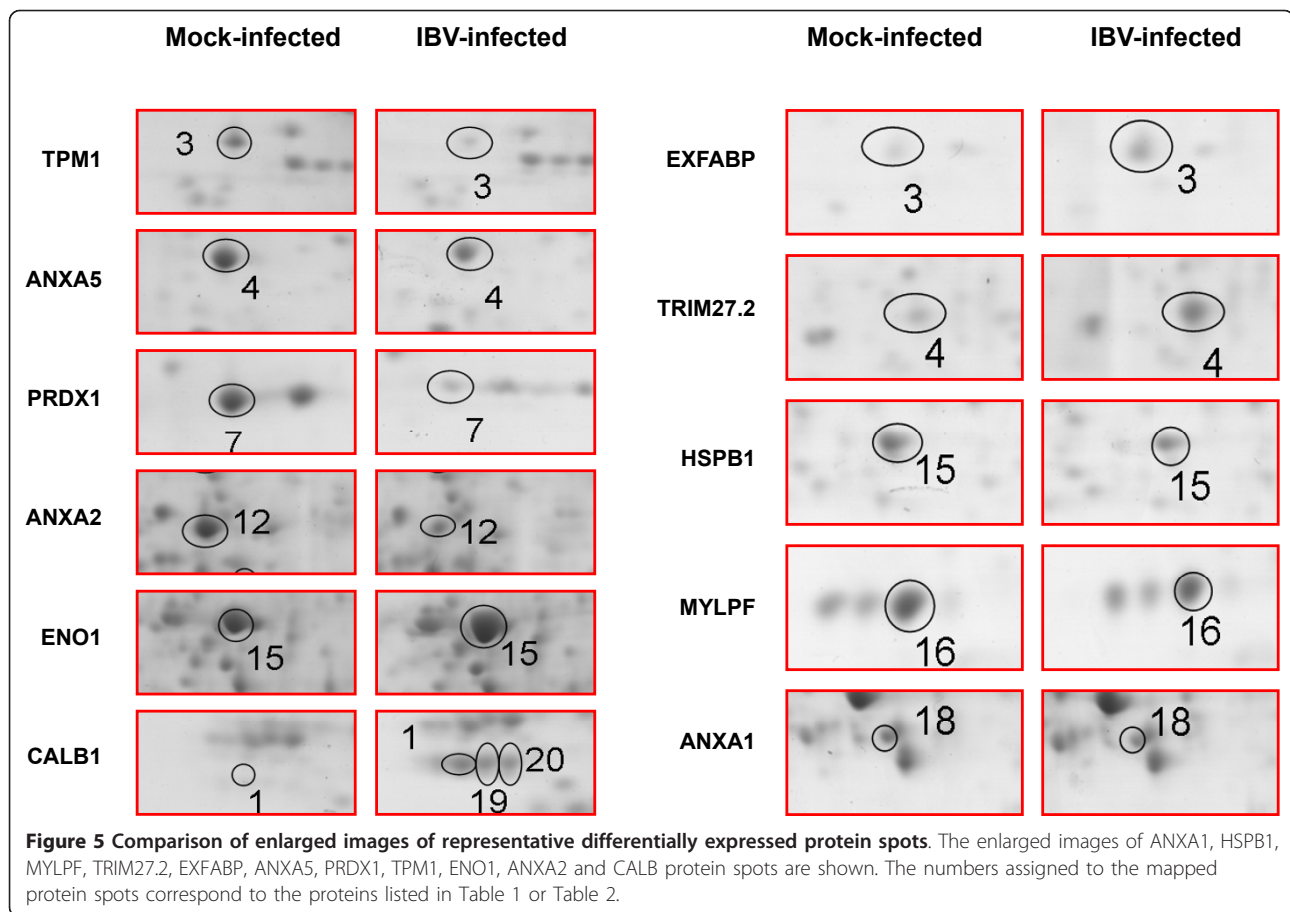 Mock-infected IBV-infected Mock-infected IBV-infected
TPM1 3 3
EXFABP 3 3
ANXA5 4 4
TRIM27.2 4 4
PRDX1 7 7
HSPB1 15 15
ANXA2 12 12
MYLPF 16 16
ENO1 15 15
ANXA1 18 18
CALB1 1 1 19 20
Figure 5 Comparison of enlarged images of representative differentially expressed protein spots. The enlarged images of ANXA1, HSPB1,
MYLPF, TRIM27.2, EXFABP, ANXA5, PRDX1, TPM1, ENO1, ANXA2 and CALB protein spots are shown. The numbers assigned to the mapped
protein spots correspond to the proteins listed in Table 1 or Table 2.